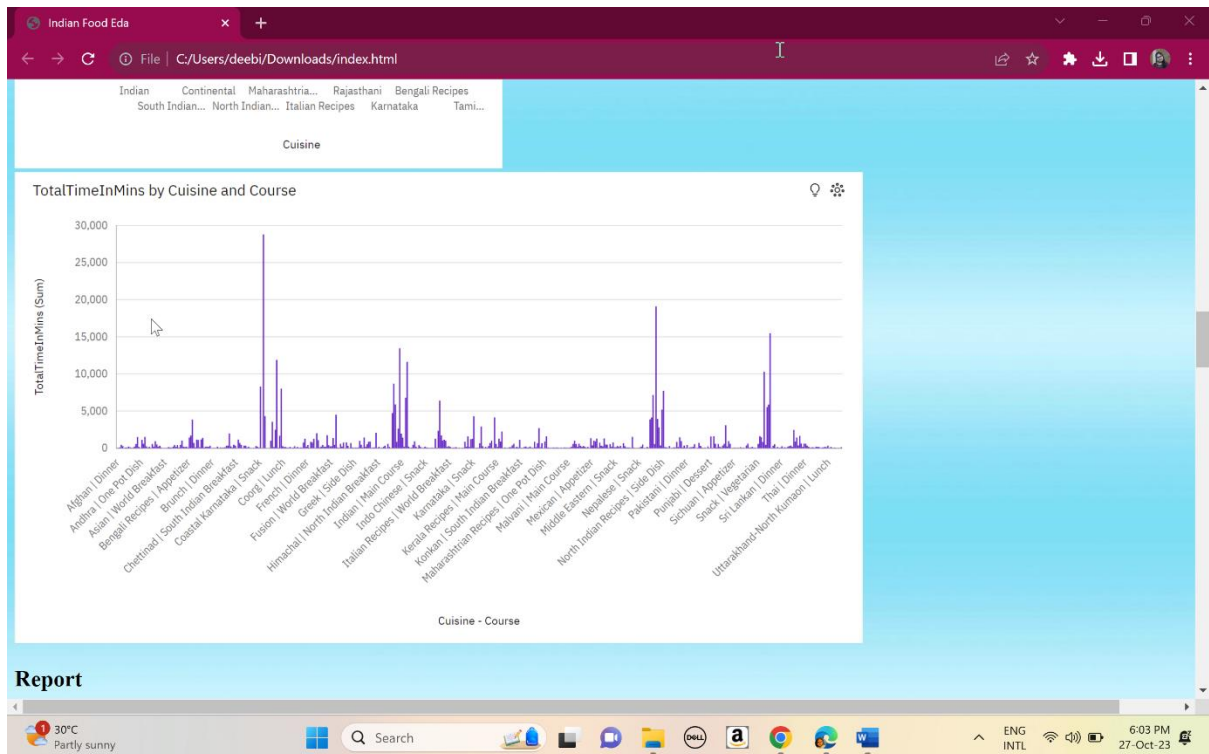 Indian Food Eda
File | C:/Users/deebi/Downloads/index.html
Indian Continental Maharashtria... Rajasthani Bengali Recipes
South Indian... North Indian... Italian Recipes Karnataka Tami...
Cuisine
TotalTimeInMins by Cuisine and Course
TotalTimeInMins (Sum)
30,000
25,000
20,000
15,000
10,000
5,000
0
Afghan | Dinner
Andhra | One Pot Dish
Asian | World Breakfast
Bengali Recipes | Appetizer
Brunch | Dinner
Chettinad | South Indian Breakfast
Coastal Karnataka | Snack
Coorg | Lunch
French | Dinner
Fusion | World Breakfast
Greek | Side Dish
Himachal | North Indian Breakfast
Indian | Main Course
Indo Chinese | Snack
Italian Recipes | World Breakfast
Karnataka | Snack
Kerala Recipes | Main Course
Konkan | South Indian Breakfast
Maharashtrian Recipes | One Pot Dish
Malvani | Main Course
Mexican | Appetizer
Middle Eastern | Snack
Nepalese | Snack
North Indian Recipes | Side Dish
Pakistani | Dinner
Punjabi | Dessert
Sichuan | Appetizer
Snack | Vegetarian
Sri Lankan | Dinner
Thai | Dinner
Uttarakhand-North Kumaon | Lunch
Cuisine - Course
Report
1
30°C
Partly sunny
Search
DELL
a
W
ENG
INTL
6:03 PM
27-Oct-23